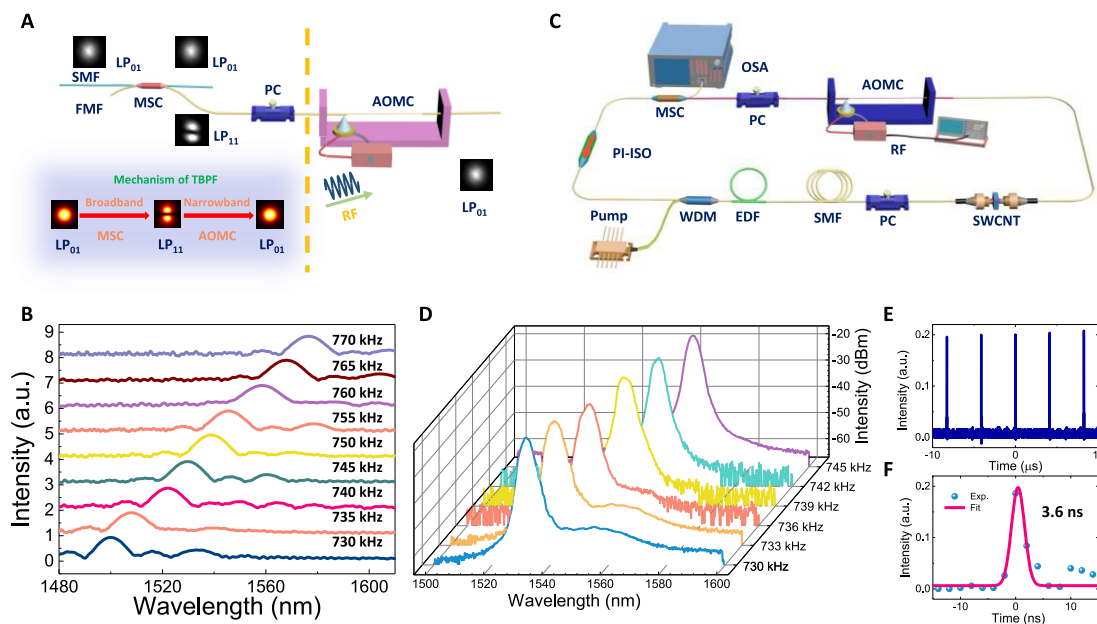 A
LP01
LP01
SMF
FMF
MSC
PC
AOMC
LP11
RF
LP01
Mechanism of TBPF
Broadband
Narrowband
MSC
AOMC
LP01
LP11
LP01
C
OSA
MSC
PC
AOMC
RF
PI-ISO
Pump
WDM
EDF
SMF
PC
SWCNT
B
Intensity (a.u.)
9
8
7
6
5
4
3
2
1
0
770 kHz
765 kHz
760 kHz
755 kHz
750 kHz
745 kHz
740 kHz
735 kHz
730 kHz
1480 1520 1560 1600
Wavelength (nm)
D
-20
-30
-40
-50
-60
Intensity (dBm)
745 kHz
742 kHz
739 kHz
736 kHz
733 kHz
730 kHz
1500 1520 1540 1560 1580 1600
Wavelength (nm)
E
Intensity (a.u.)
0.2
0.1
0.0
-10 0 1
Time (μs)
F
Intensity (a.u.)
0.2
0.1
0.0
Exp.
Fit
3.6 ns
-10 0 10
Time (ns)